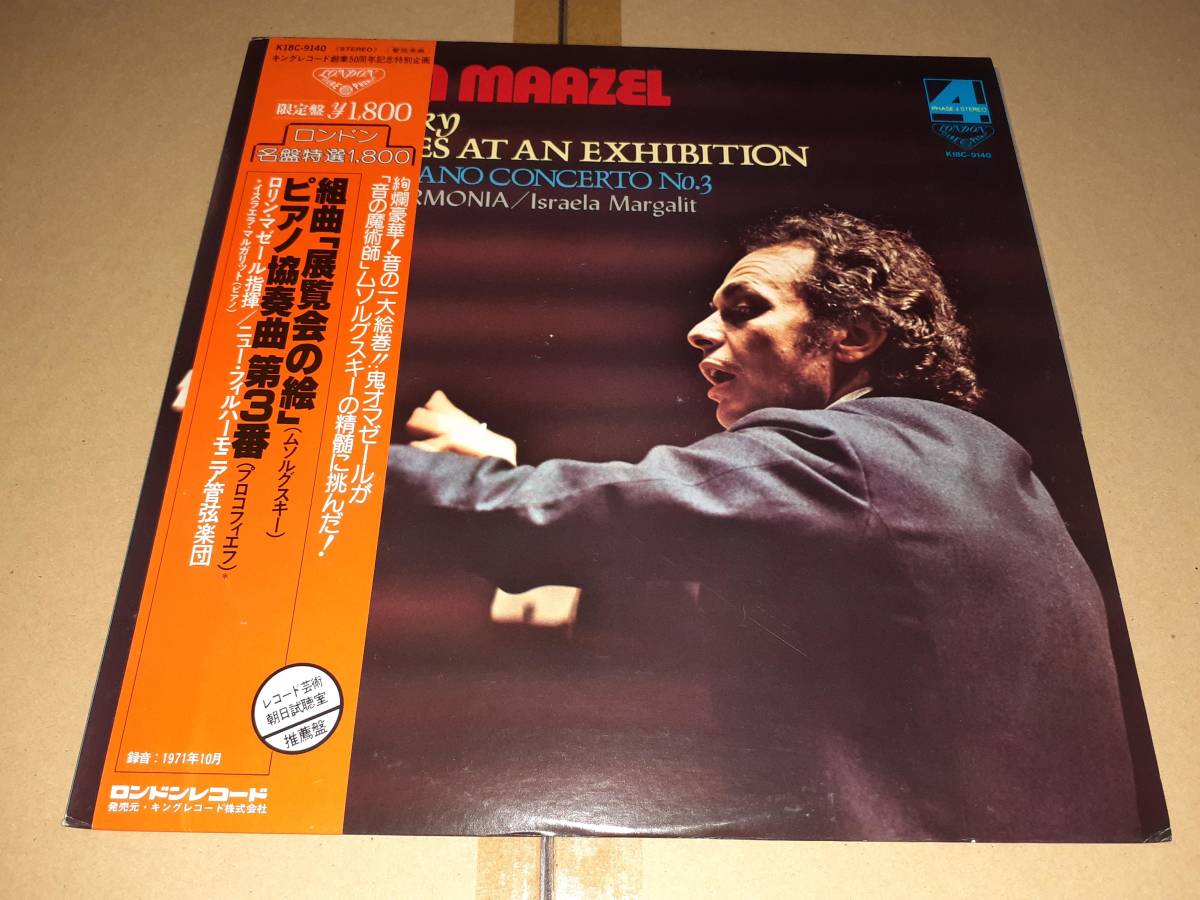 K18C-9140 (STEREO) 管弦楽曲
キングレコード創業50周年記念特別企画
LONDON
限定盤 ¥1,800
ロンドン
名盤特選1,800
絢爛豪華!音の一大絵巻!!鬼才マゼールが
「音の魔術師」ムソルグスキーの精髄に挑んだ!
組曲「展覧会の絵」(ムソルグスキー)
ピアノ協奏曲 第3番(プロコフィエフ)*
ロリン・マゼール指揮/ニュー・フィルハーモニア管弦楽団
*イスラエラ・マルガリット(ピアノ)
レコード芸術
朝日試聴室
推薦盤
録音:1971年10月
ロンドンレコード
発売元・キングレコード株式会社
MAAZEL
RY
ES AT AN EXHIBITION
ANO CONCERTO No.3
RMONIA/Israela Margalit
4
PHASE 4 STEREO
LONDON
K18C-9140